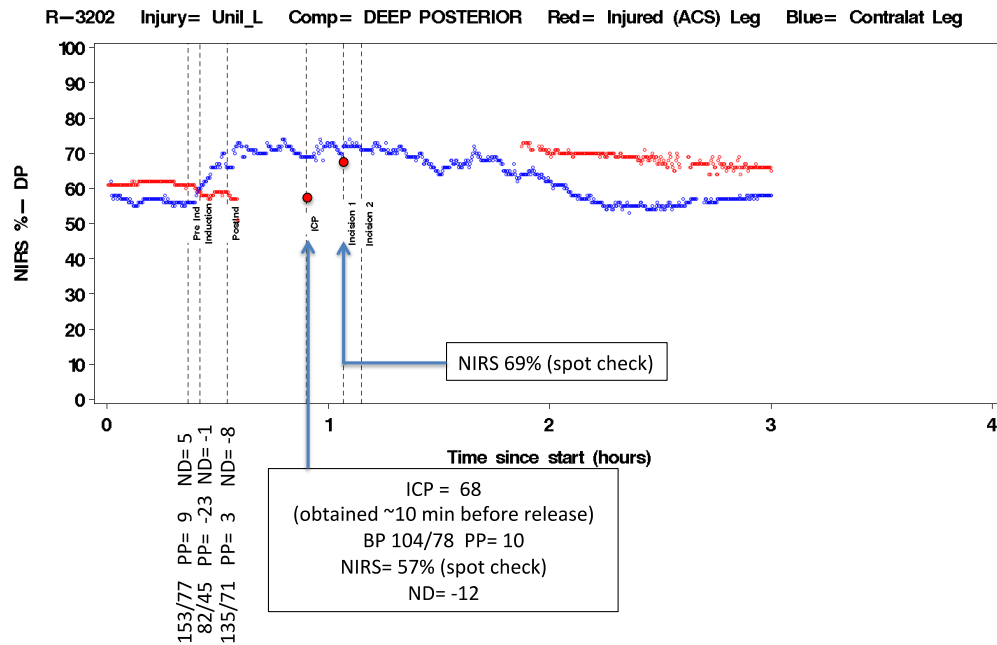 R−3202 Injury= Unil_L Comp= DEEP POSTERIOR Red= Injured (ACS) Leg Blue= Contralat Leg
NIRS %− DP
100
90
80
70
60
50
40
30
20
10
0
Pre Ind
Induction
PostInd
ICP
Incision 1
Incision 2
NIRS 69% (spot check)
0 1 2 3 4
Time since start (hours)
153/77 PP= 9 ND= 5
82/45 PP= -23 ND= -1
135/71 PP= 3 ND= -8
ICP = 68
(obtained ~10 min before release)
BP 104/78 PP= 10
NIRS= 57% (spot check)
ND= -12